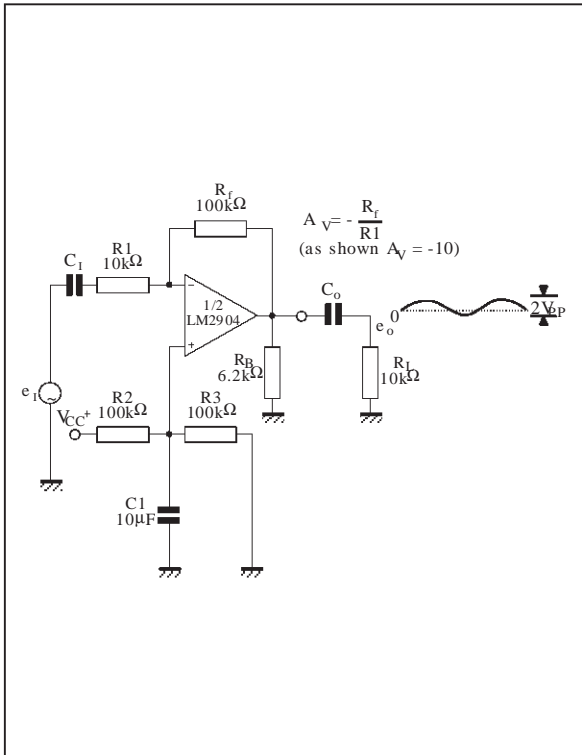 Rf
100kΩ
A V = - Rf
R1
(as shown AV = -10)
CI
R1
10kΩ
−
1/2
LM2904
+
Co
eo
0
2VPP
RB
6.2kΩ
RL
10kΩ
eI
~
VCC+
R2
100kΩ
R3
100kΩ
C1
10µF